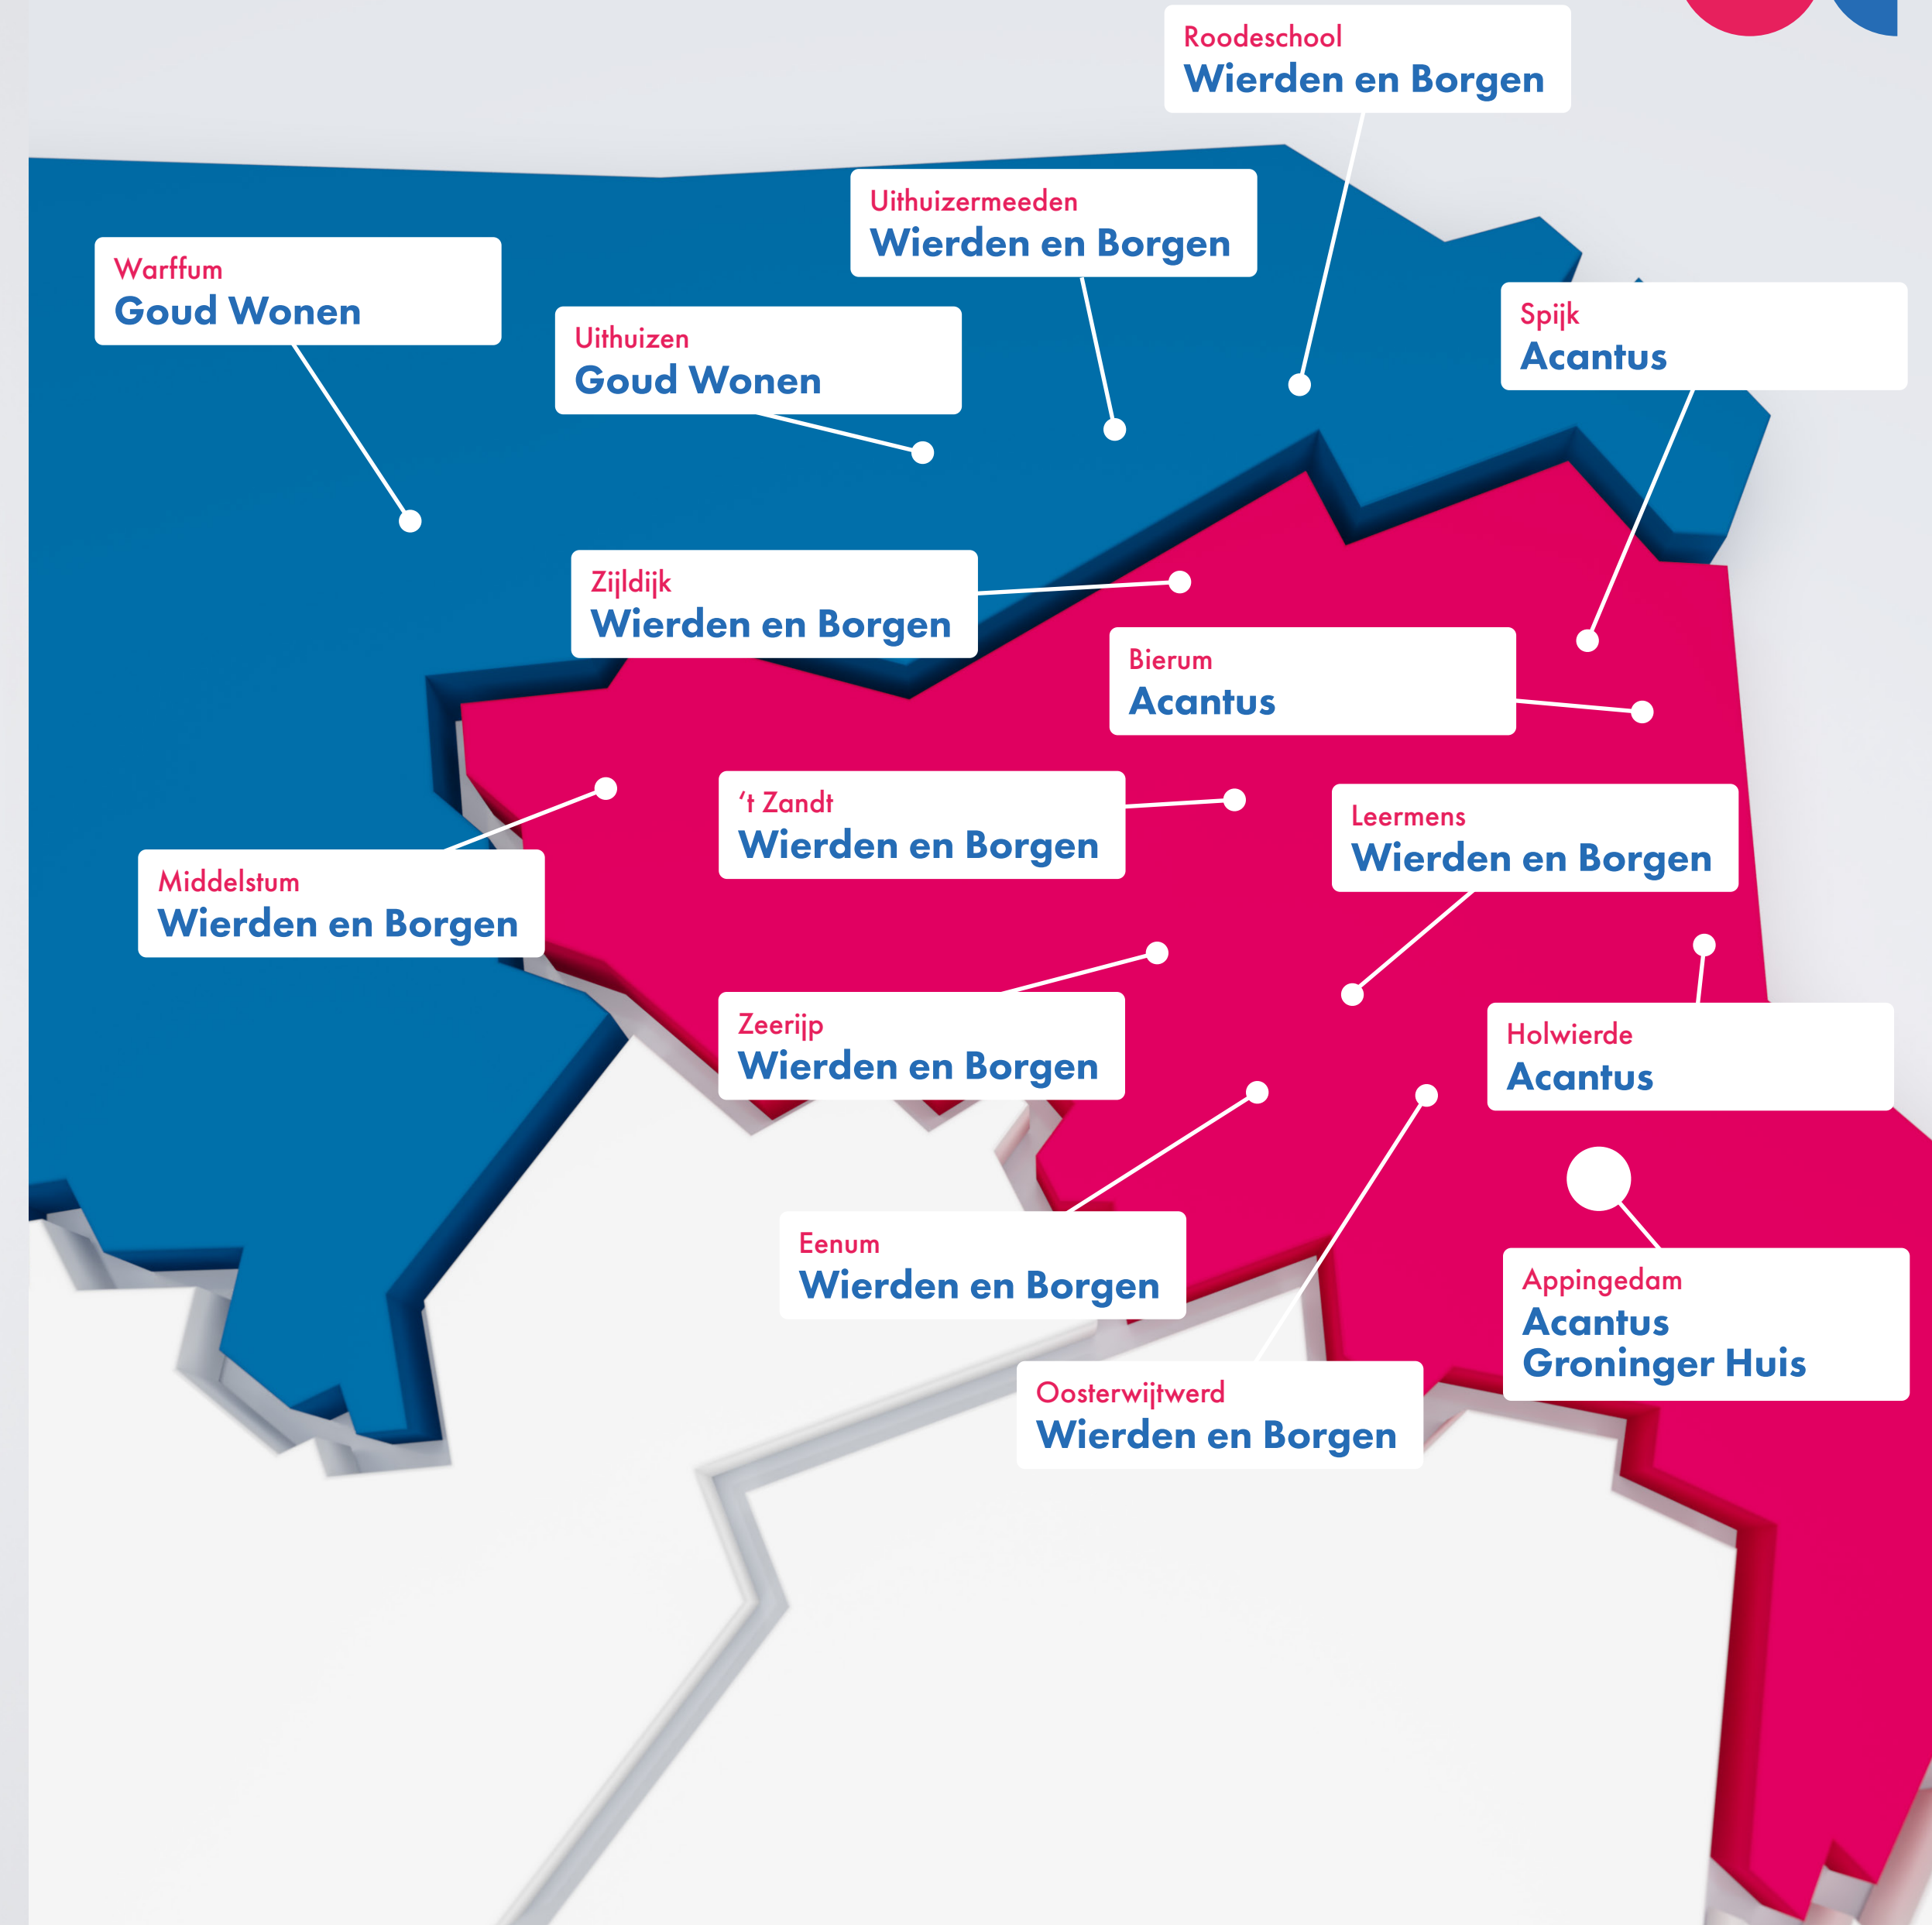 Roodeschool
Wierden en Borgen
Uithuizermeeden
Wierden en Borgen
Warffum
Goud Wonen
Uithuizen
Goud Wonen
Spijk
Acantus
Zijldijk
Wierden en Borgen
Bierum
Acantus
‘t Zandt
Wierden en Borgen
Leermens
Wierden en Borgen
Middelstum
Wierden en Borgen
Zeerijp
Wierden en Borgen
Holwierde
Acantus
Eenum
Wierden en Borgen
Appingedam
Acantus
Groninger Huis
Oosterwijtwerd
Wierden en Borgen